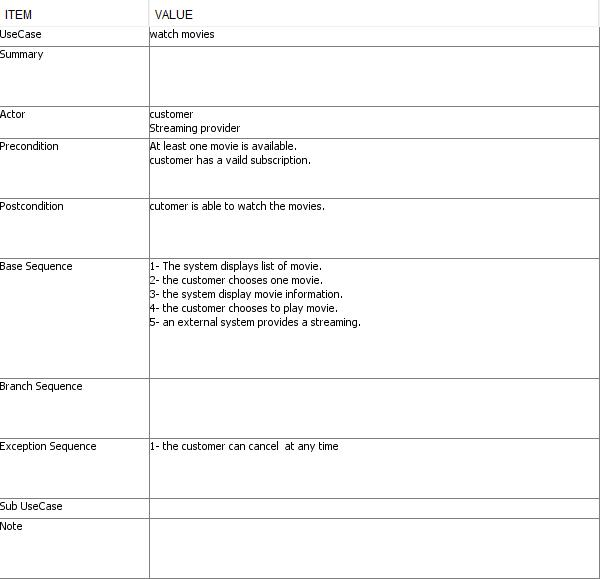 ITEM VALUE
UseCase watch movies
Summary
Actor customer
Streaming provider
Precondition At least one movie is available.
customer has a vaild subscription.
Postcondition cutomer is able to watch the movies.
Base Sequence 1- The system displays list of movie.
2- the customer chooses one movie.
3- the system display movie information.
4- the customer chooses to play movie.
5- an external system provides a streaming.
Branch Sequence
Exception Sequence 1- the customer can cancel  at any time
Sub UseCase
Note